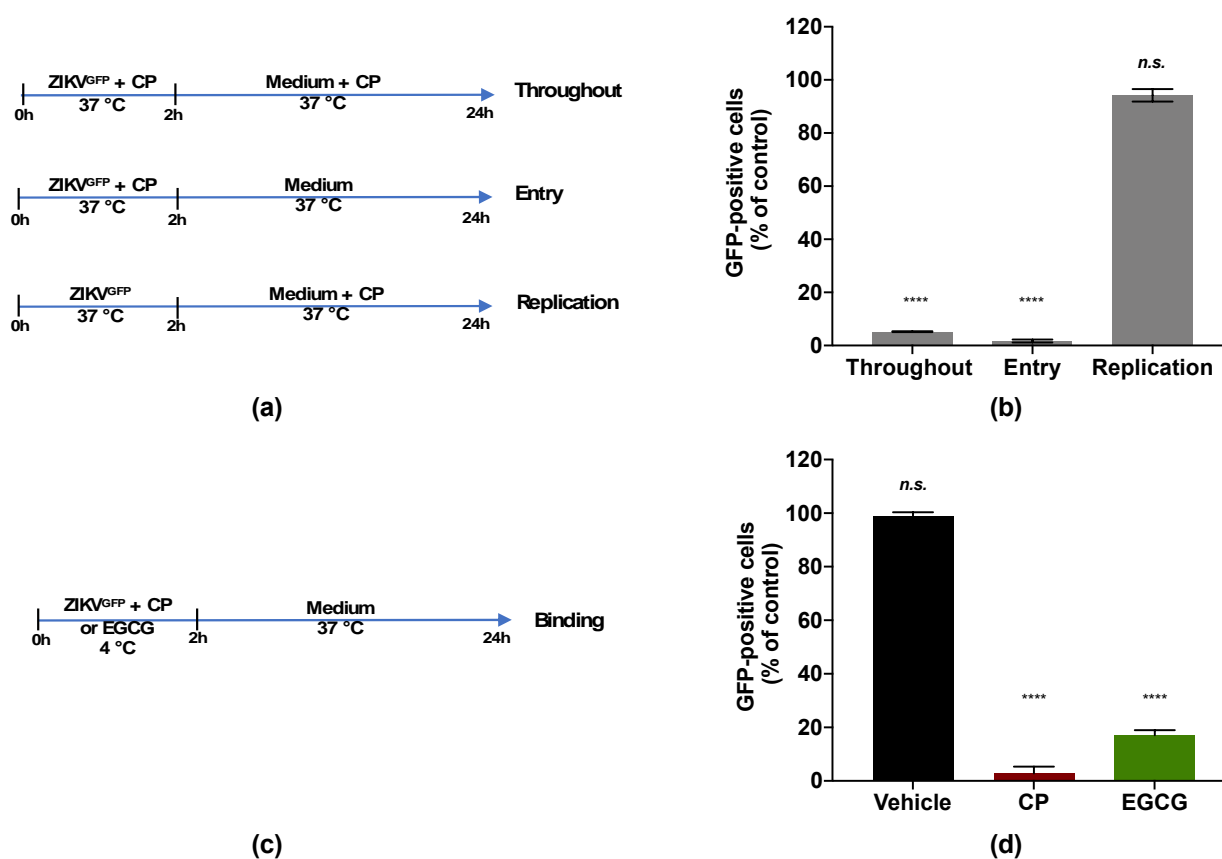 ZIKVGFP + CP
Medium + CP
Throughout
37 °C
37 °C
0h
2h
24h
ZIKVGFP + CP
Medium
Entry
37 °C
37 °C
0h
2h
24h
ZIKVGFP
Medium + CP
Replication
37 °C
37 °C
0h
2h
24h
(a)
GFP-positive cells
(% of control)
120
100
80
60
40
20
0
****
****
n.s.
Throughout
Entry
Replication
(b)
ZIKVGFP + CP
or EGCG
4 °C
Medium
37 °C
Binding
0h
2h
24h
(c)
GFP-positive cells
(% of control)
120
100
80
60
40
20
0
n.s.
****
****
Vehicle
CP
EGCG
(d)